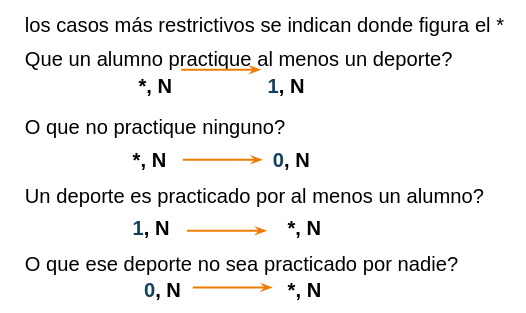 los casos más restrictivos se indican donde figura el *
Que un alumno practique al menos un deporte?
*, N 1, N
O que no practique ninguno?
*, N 0, N
Un deporte es practicado por al menos un alumno?
1, N *, N
O que ese deporte no sea practicado por nadie?
0, N *, N